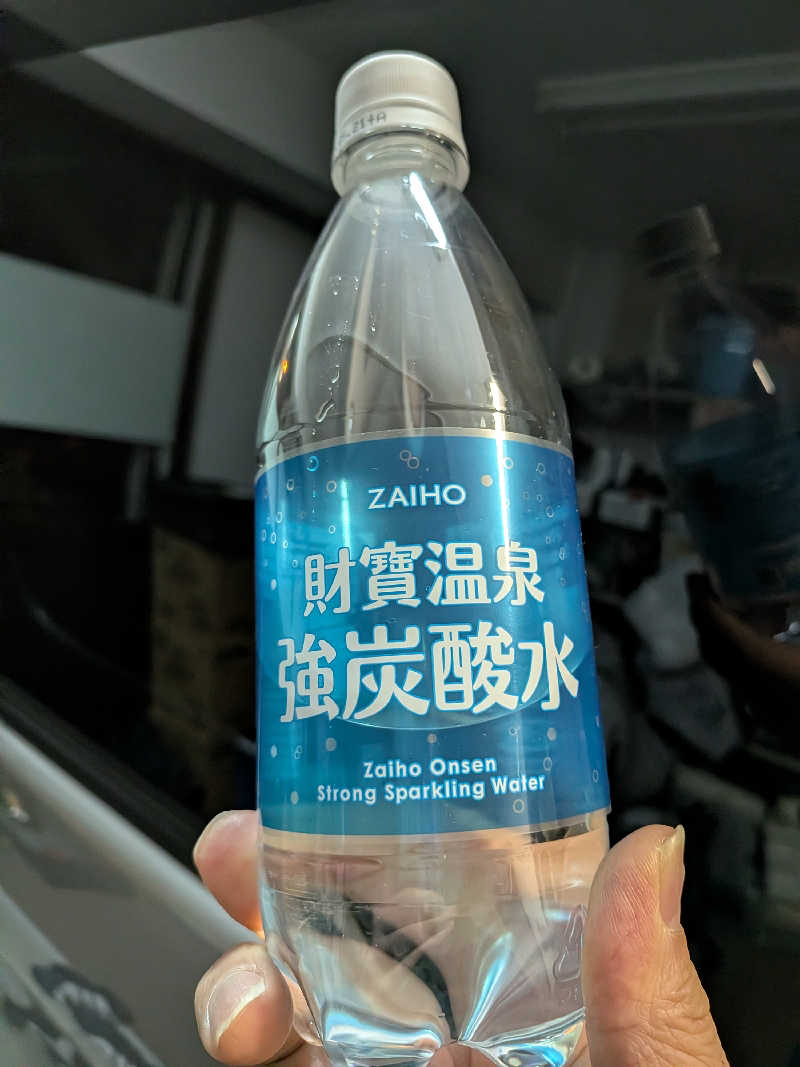 ZAIHO
財寶温泉
強炭酸水
Zaiho Onsen
Strong Sparkling Water